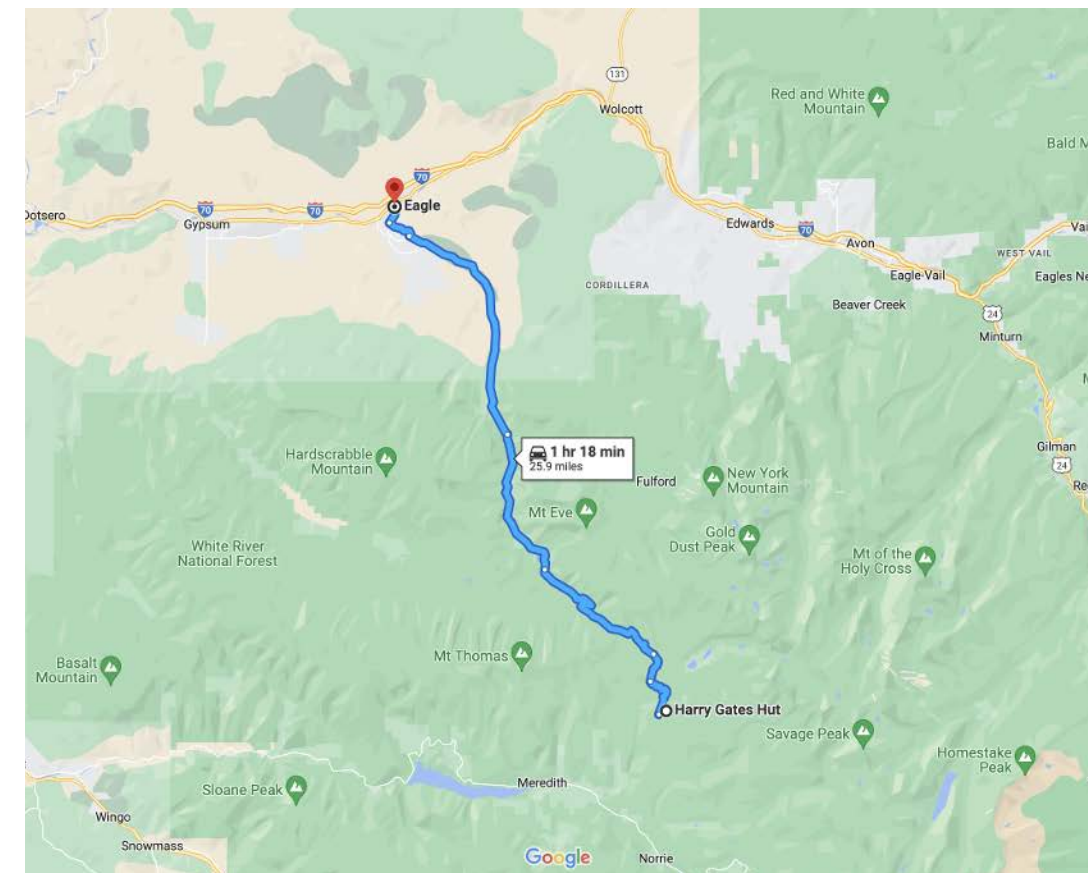 131
Wolcott
Red and White
Mountain
Bald M
70
Eagle
Dotsero
70
Gypsum
70
Edwards
70
Avon
Vai
WEST VAIL
Eagle-Vail
Eagles Ne
CORDILLERA
Beaver Creek
24
Minturn
M
Gilman
24
Re
1 hr 18 min
25.9 miles
Hardscrabble
Mountain
Fulford
New York
Mountain
Mt Eve
Gold
Dust Peak
White River
National Forest
Mt of the
Holy Cross
Mt Thomas
Basalt
Mountain
Harry Gates Hut
Savage Peak
Homestake
Peak
Sloane Peak
Meredith
Wingo
Snowmass
Google
Norrie